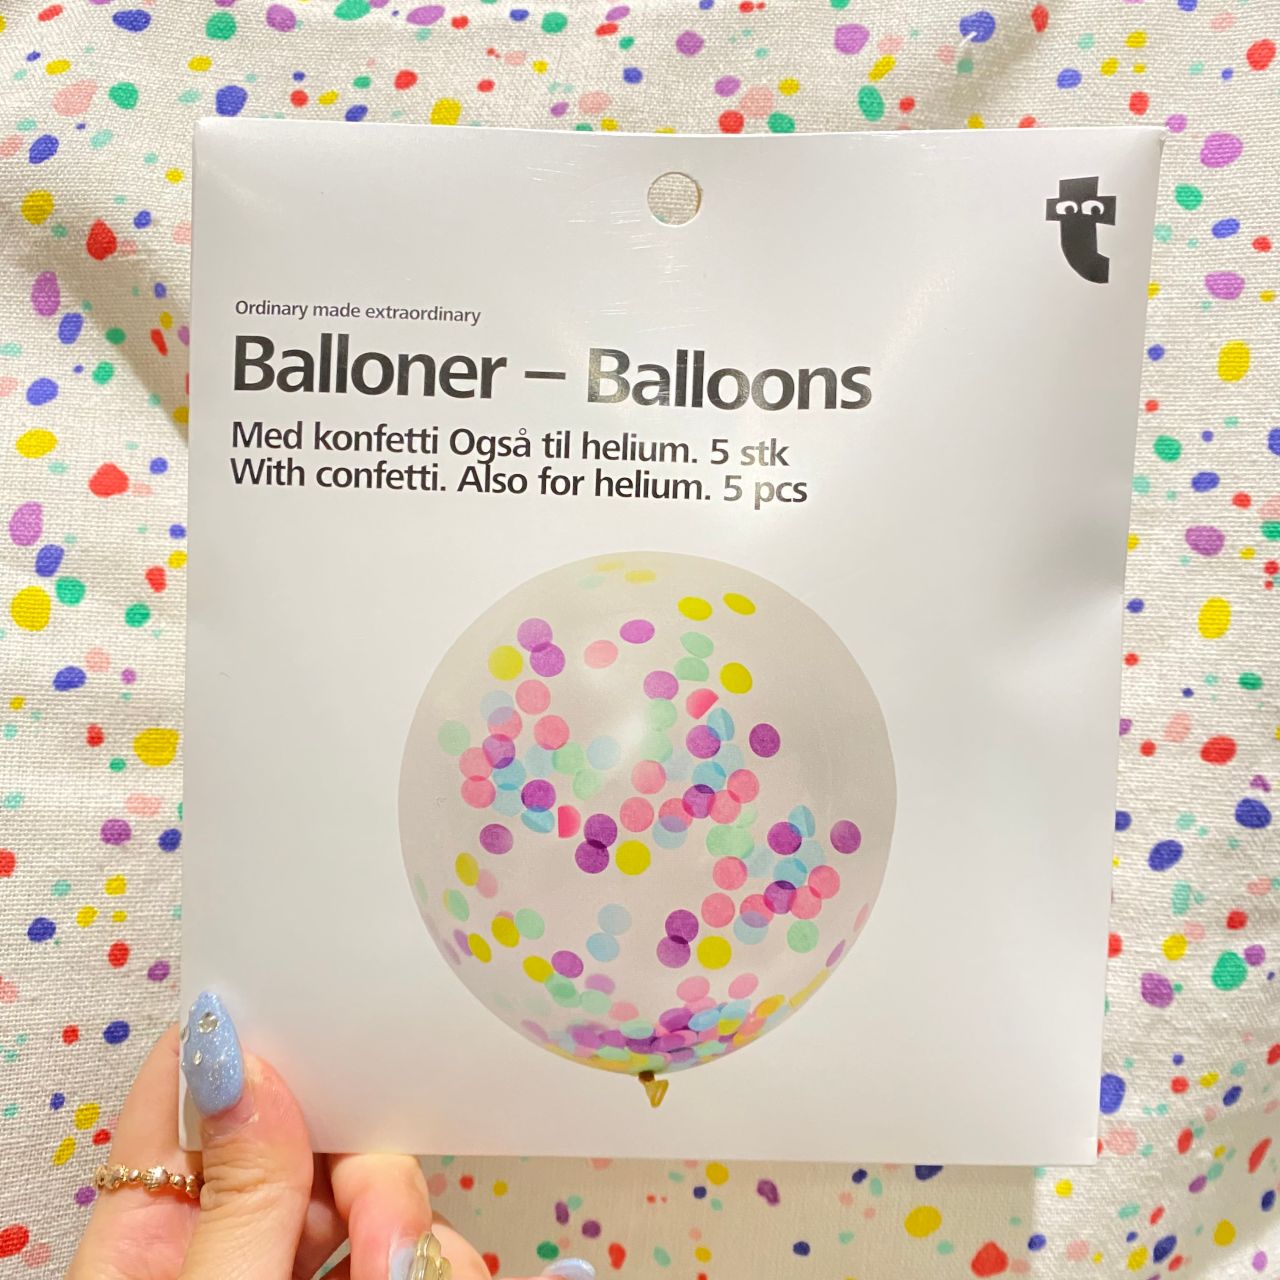 Ordinary made extraordinary
Balloner – Balloons
Med konfetti Også til helium. 5 stk
With confetti. Also for helium. 5 pcs